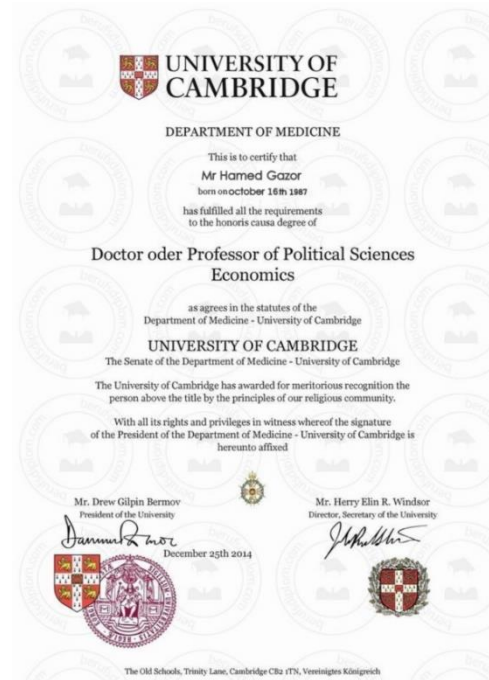 UNIVERSITY OF
CAMBRIDGE
DEPARTMENT OF MEDICINE
This is to certify that
Mr Hamed Gazor
born on october 16th 1987
has fulfilled all the requirements
to the honoris causa degree of
Doctor oder Professor of Political Sciences
Economics
as agrees in the statutes of the
Department of Medicine - University of Cambridge
UNIVERSITY OF CAMBRIDGE
The Senate of the Department of Medicine - University of Cambridge
The University of Cambridge has awarded for meritorious recognition the
person above the title by the principles of our religious community.
With all its rights and privileges in witness whereof the signature
of the President of the Department of Medicine - University of Cambridge is
hereunto affixed
Mr. Drew Gilpin Bermov
President of the University
Mr. Herry Elin R. Windsor
Director, Secretary of the University
December 25th 2014
The Old Schools, Trinity Lane, Cambridge CB2 1TN, Vereinigtes Königreich